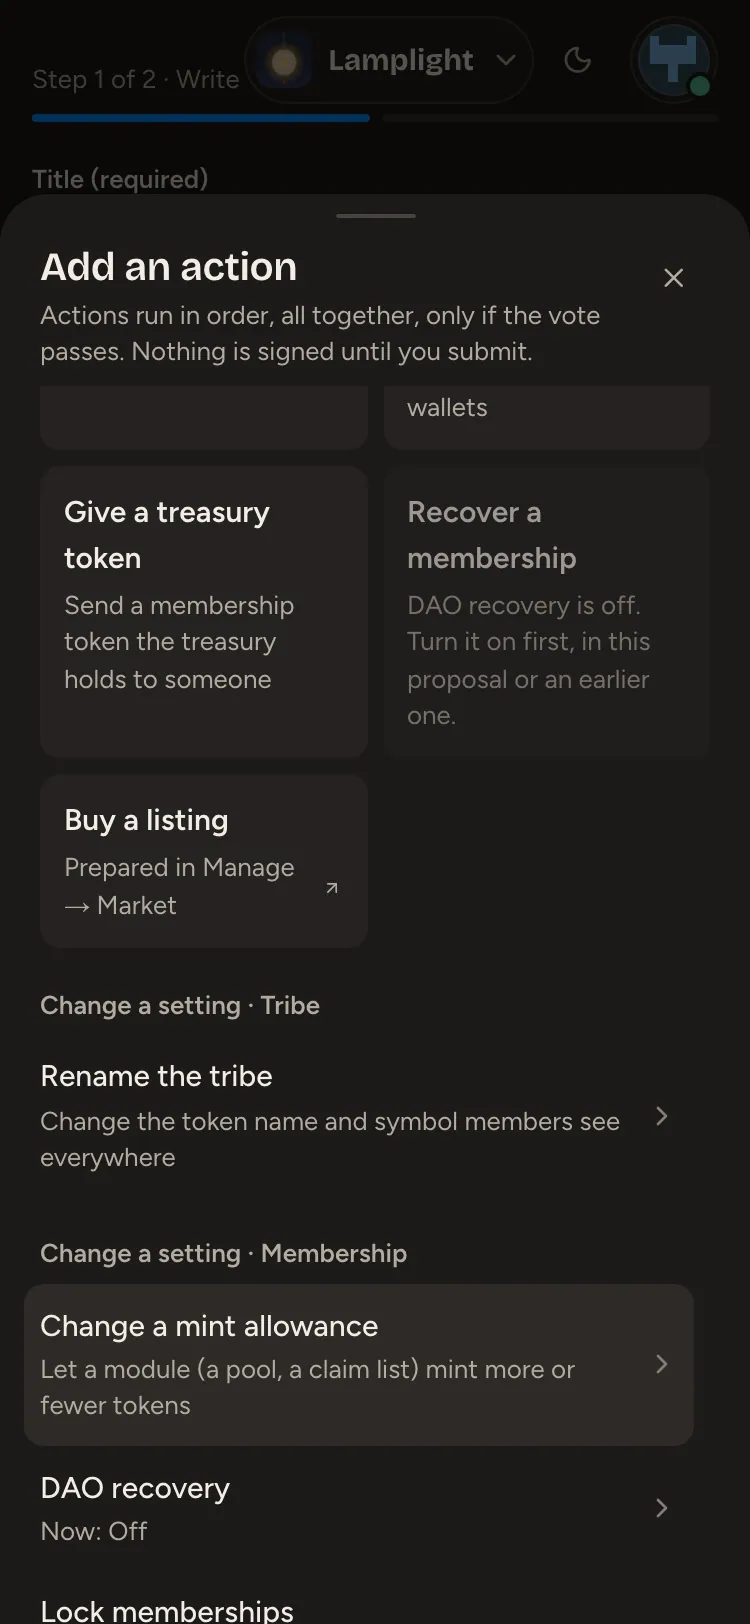 Step 1 of 2 · Write
Lamplight
Title (required)
Add an action
Actions run in order, all together, only if the vote
passes. Nothing is signed until you submit.
wallets
Give a treasury
token
Send a membership
token the treasury
holds to someone
Recover a
membership
DAO recovery is off.
Turn it on first, in this
proposal or an earlier
one.
Buy a listing
Prepared in Manage
→ Market
Change a setting · Tribe
Rename the tribe
Change the token name and symbol members see
everywhere
Change a setting · Membership
Change a mint allowance
Let a module (a pool, a claim list) mint more or
fewer tokens
DAO recovery
Now: Off
Lock memberships